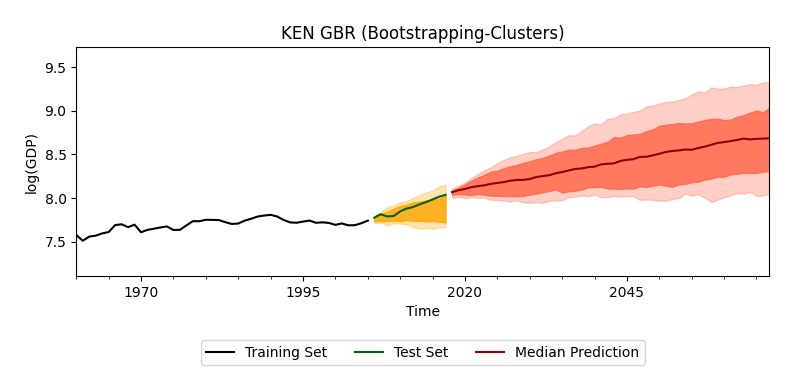 KEN GBR (Bootstrapping-Clusters)
9.5
9.0
8.5
8.0
7.5
log(GDP)
1970 1995 2020 2045
Time
Training Set Test Set Median Prediction